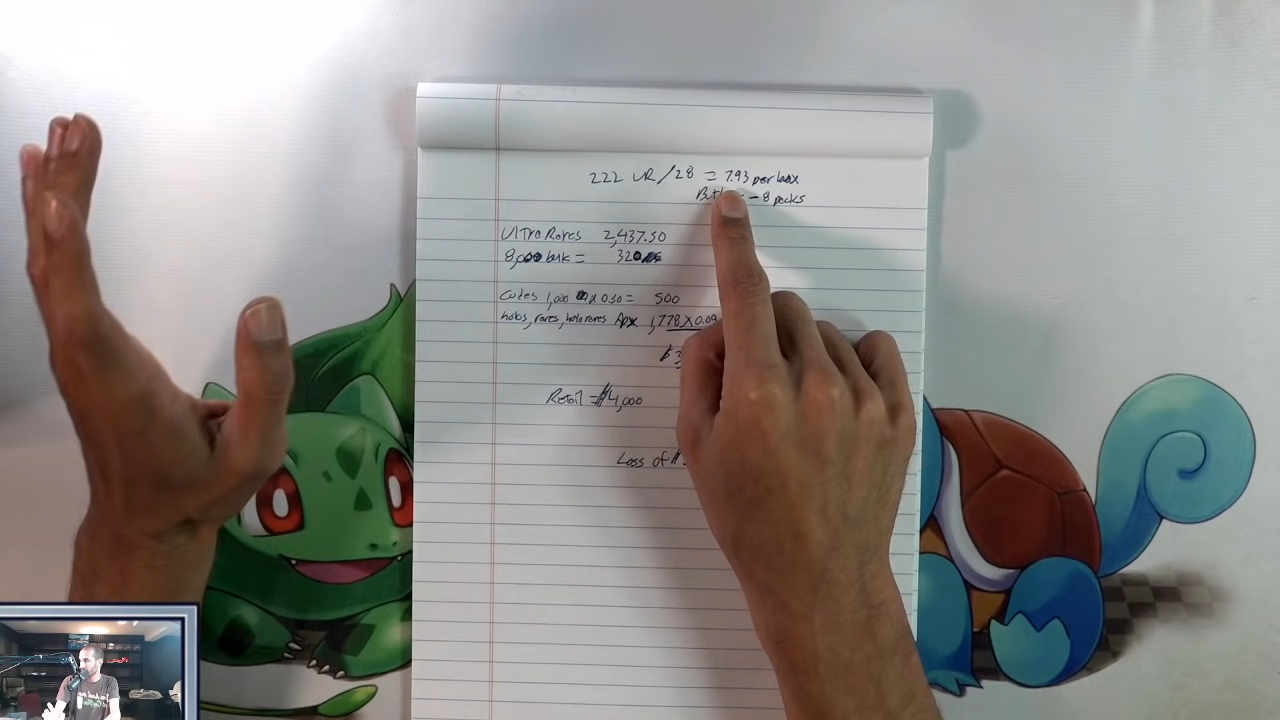 222 UR/28 = 7.93 per box
- 8 packs
Ultra Rares 2,437.50
8,000 bulk = 320
Codes 1,000 x 0.50 = 500
holos, rares, holo rares Apx 1,778 x 0.09
Retail = $4,000
Loss of $